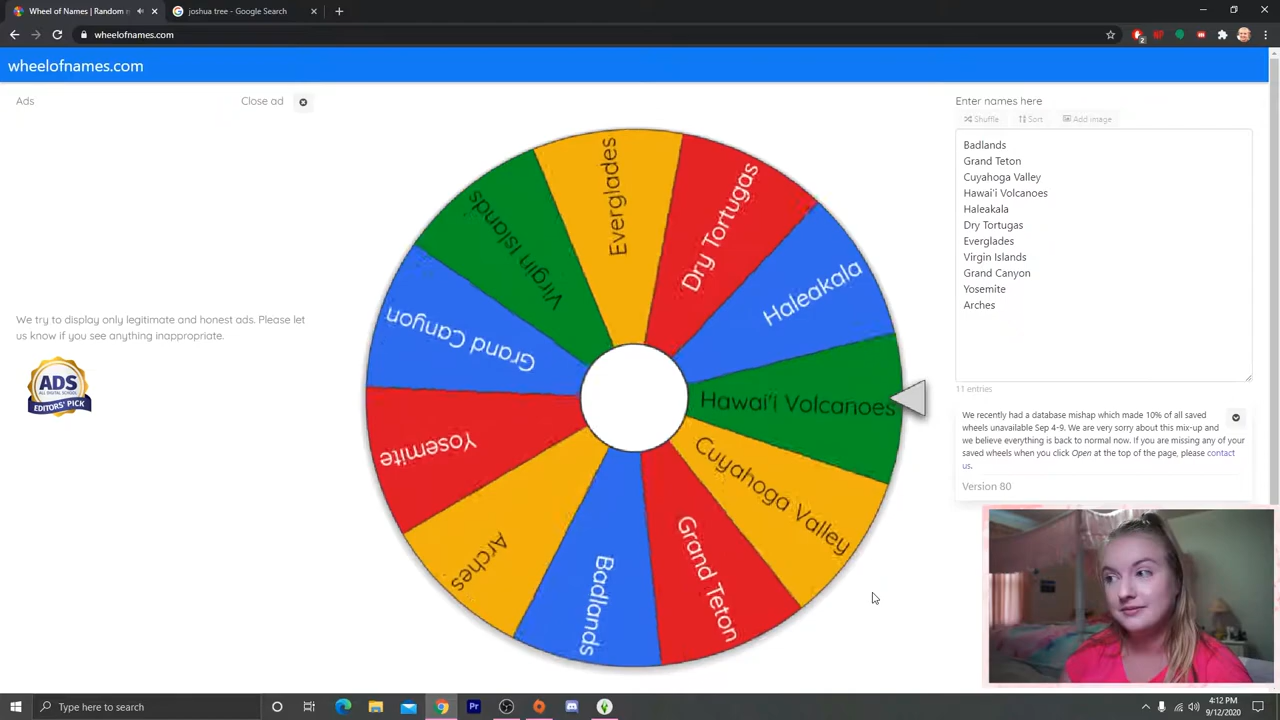 Wheel of Names | Random n
joshua tree - Google Search
wheelofnames.com
2
wheelofnames.com
Ads
Close ad
We try to display only legitimate and honest ads. Please let
us know if you see anything inappropriate.
ADS
ALL DIGITAL SCHOOL
EDITORS' PICK
Everglades
Dry Tortugas
Haleakala
Hawai'i Volcanoes
Cuyahoga Valley
Grand Teton
Badlands
Arches
Yosemite
Grand Canyon
Virgin Islands
Enter names here
Shuffle
Sort
Add image
Badlands
Grand Teton
Cuyahoga Valley
Hawai'i Volcanoes
Haleakala
Dry Tortugas
Everglades
Virgin Islands
Grand Canyon
Yosemite
Arches
11 entries
We recently had a database mishap which made 10% of all saved
wheels unavailable Sep 4-9. We are very sorry about this mix-up and
we believe everything is back to normal now. If you are missing any of your
saved wheels when you click Open at the top of the page, please contact
us.
Version 80
Type here to search
Pr
4:12 PM
9/12/2020